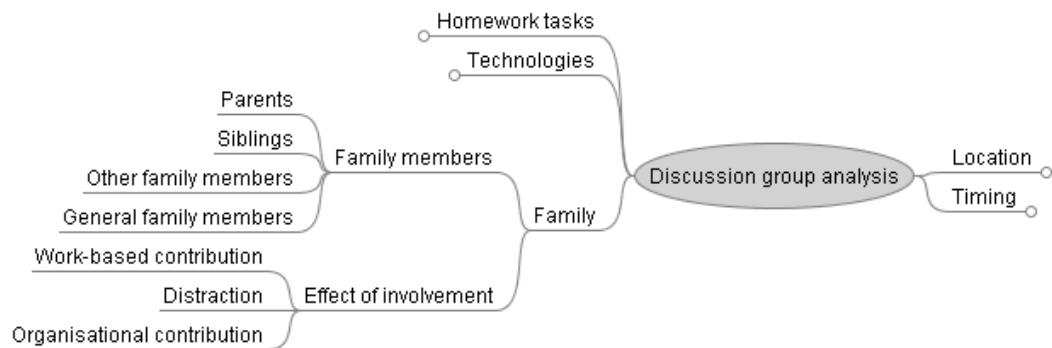 Homework tasks
Technologies
Parents
Siblings
Family members
Other family members
General family members
Family
Work-based contribution
Distraction
Effect of involvement
Organisational contribution
Discussion group analysis
Location
Timing